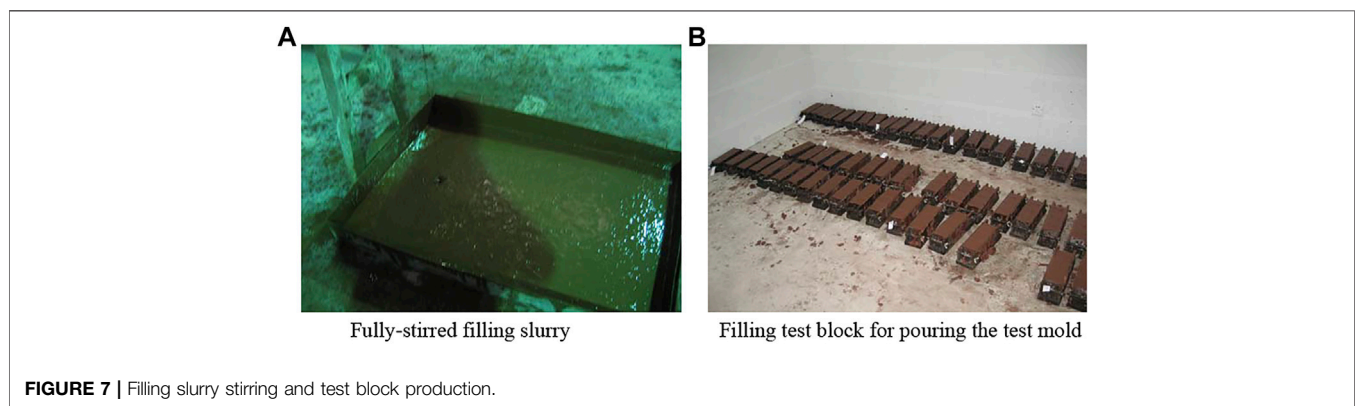 A
B
Fully-stirred filling slurry
Filling test block for pouring the test mold
FIGURE 7 | Filling slurry stirring and test block production.